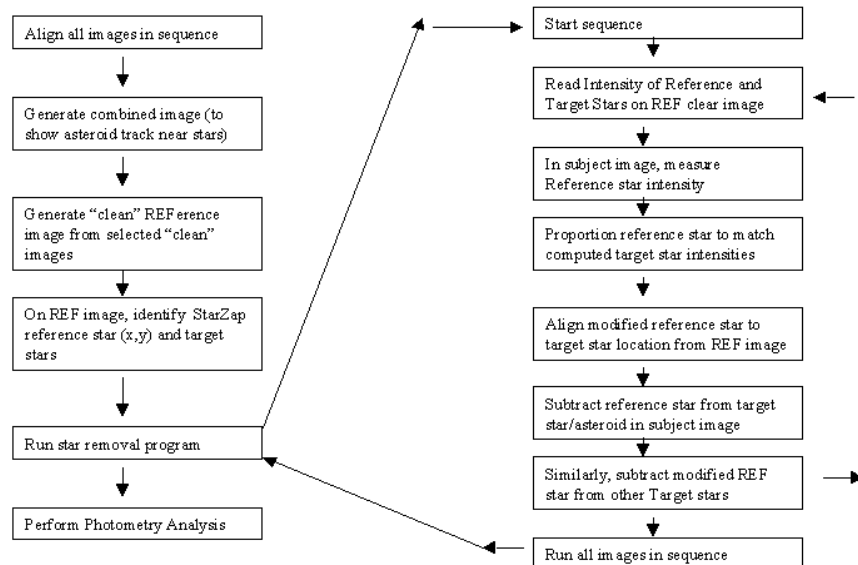 Align all images in sequence
Generate combined image (to
show asteroid track near stars)
Generate “clean” REFerence
image from selected “clean”
images
On REF image, identify StarZap
reference star (x,y) and target
stars
Run star removal program
Perform Photometry Analysis
Start sequence
Read Intensity of Reference and
Target Stars on REF clear image
In subject image, measure
Reference star intensity
Proportion reference star to match
computed target star intensities
Align modified reference star to
target star location from REF image
Subtract reference star from target
star/asteroid in subject image
Similarly, subtract modified REF
star from other Target stars
Run all images in sequence